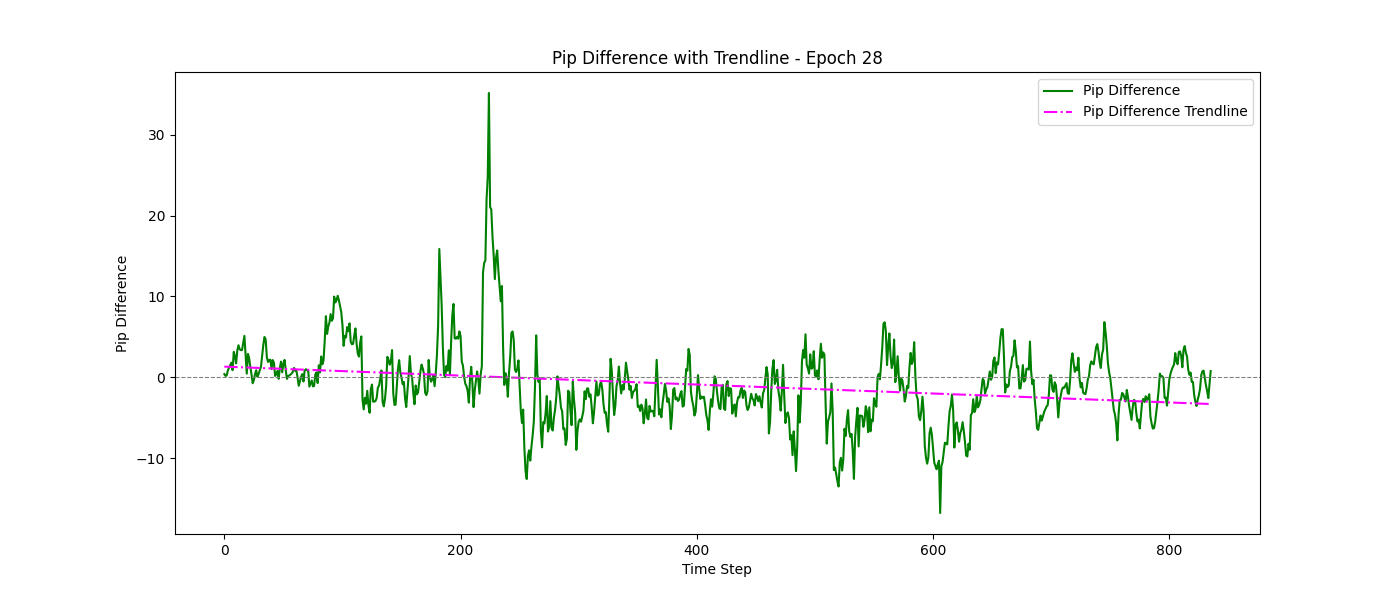 Pip Difference with Trendline - Epoch 28
Pip Difference
Pip Difference Trendline
30
20
10
0
−10
Pip Difference
0
200
400
600
800
Time Step